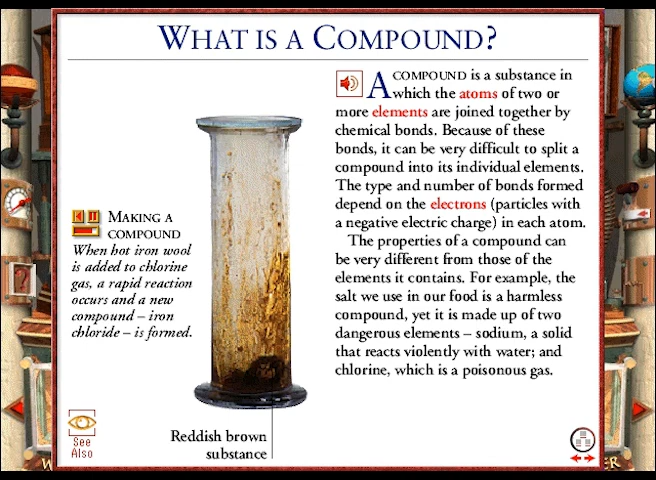 WHAT IS A COMPOUND?
A COMPOUND is a substance in
which the atoms of two or
more elements are joined together by
chemical bonds. Because of these
bonds, it can be very difficult to split a
compound into its individual elements.
The type and number of bonds formed
depend on the electrons (particles with
a negative electric charge) in each atom.
The properties of a compound can
be very different from those of the
elements it contains. For example, the
salt we use in our food is a harmless
compound, yet it is made up of two
dangerous elements – sodium, a solid
that reacts violently with water; and
chlorine, which is a poisonous gas.
MAKING A
COMPOUND
When hot iron wool
is added to chlorine
gas, a rapid reaction
occurs and a new
compound – iron
chloride – is formed.
Reddish brown
substance
See
Also